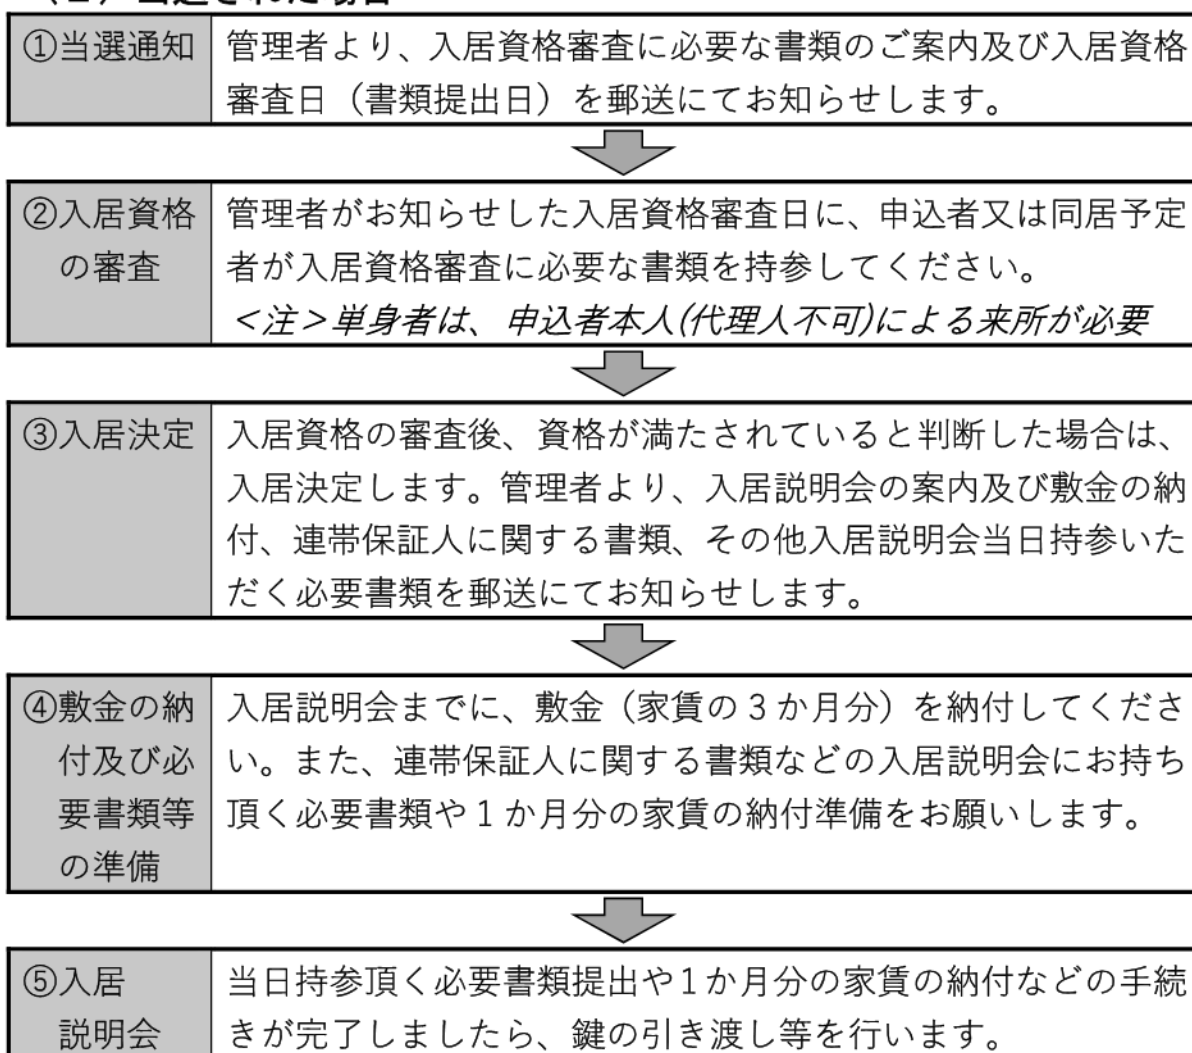 ①当選通知
管理者より、入居資格審査に必要な書類のご案内及び入居資格
審査日（書類提出日）を郵送にてお知らせします。
②入居資格
の審査
管理者がお知らせした入居資格審査日に、申込者又は同居予定
者が入居資格審査に必要な書類を持参してください。
＜注＞単身者は、申込者本人(代理人不可)による来所が必要
③入居決定
入居資格の審査後、資格が満たされていると判断した場合は、
入居決定します。管理者より、入居説明会の案内及び敷金の納
付、連帯保証人に関する書類、その他入居説明会当日持参いた
だく必要書類を郵送にてお知らせします。
④敷金の納
付及び必
要書類等
の準備
入居説明会までに、敷金（家賃の３か月分）を納付してくださ
い。また、連帯保証人に関する書類などの入居説明会にお持ち
頂く必要書類や１か月分の家賃の納付準備をお願いします。
⑤入居
説明会
当日持参頂く必要書類提出や１か月分の家賃の納付などの手続
きが完了しましたら、鍵の引き渡し等を行います。